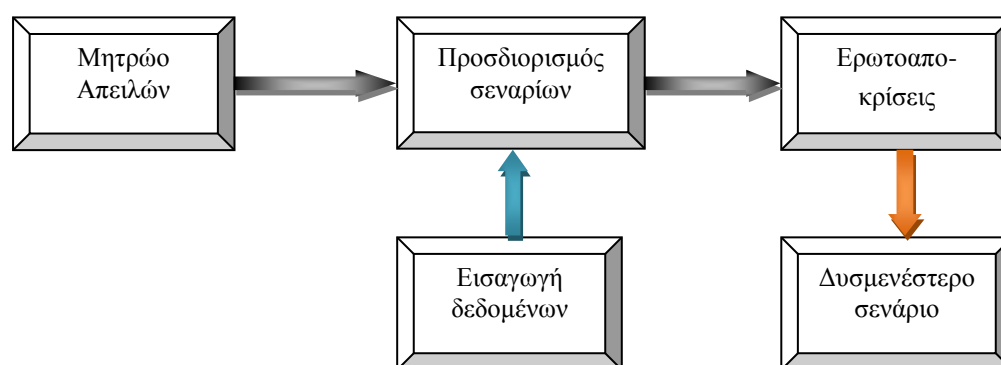 Μητρώο
Απειλών
Προσδιορισμός
σεναρίων
Ερωτοαπο-
κρίσεις
Εισαγωγή
δεδομένων
Δυσμενέστερο
σενάριο